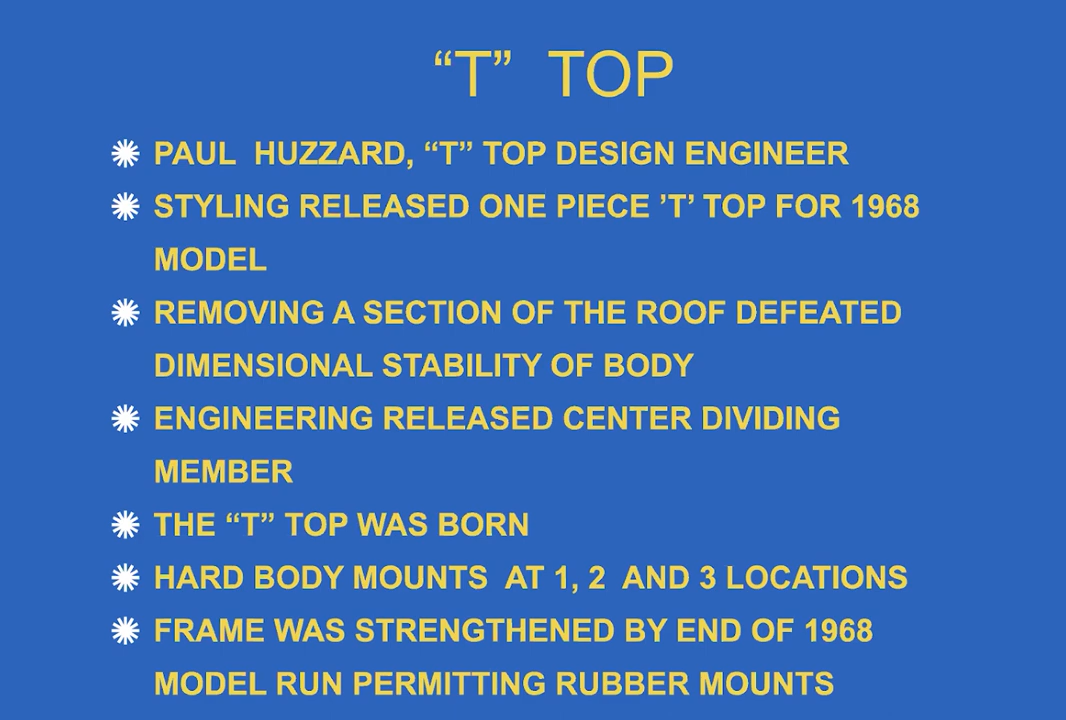 “T” TOP
PAUL HUZZARD, “T” TOP DESIGN ENGINEER
STYLING RELEASED ONE PIECE ’T’ TOP FOR 1968
MODEL
REMOVING A SECTION OF THE ROOF DEFEATED
DIMENSIONAL STABILITY OF BODY
ENGINEERING RELEASED CENTER DIVIDING
MEMBER
THE “T” TOP WAS BORN
HARD BODY MOUNTS AT 1, 2 AND 3 LOCATIONS
FRAME WAS STRENGTHENED BY END OF 1968
MODEL RUN PERMITTING RUBBER MOUNTS